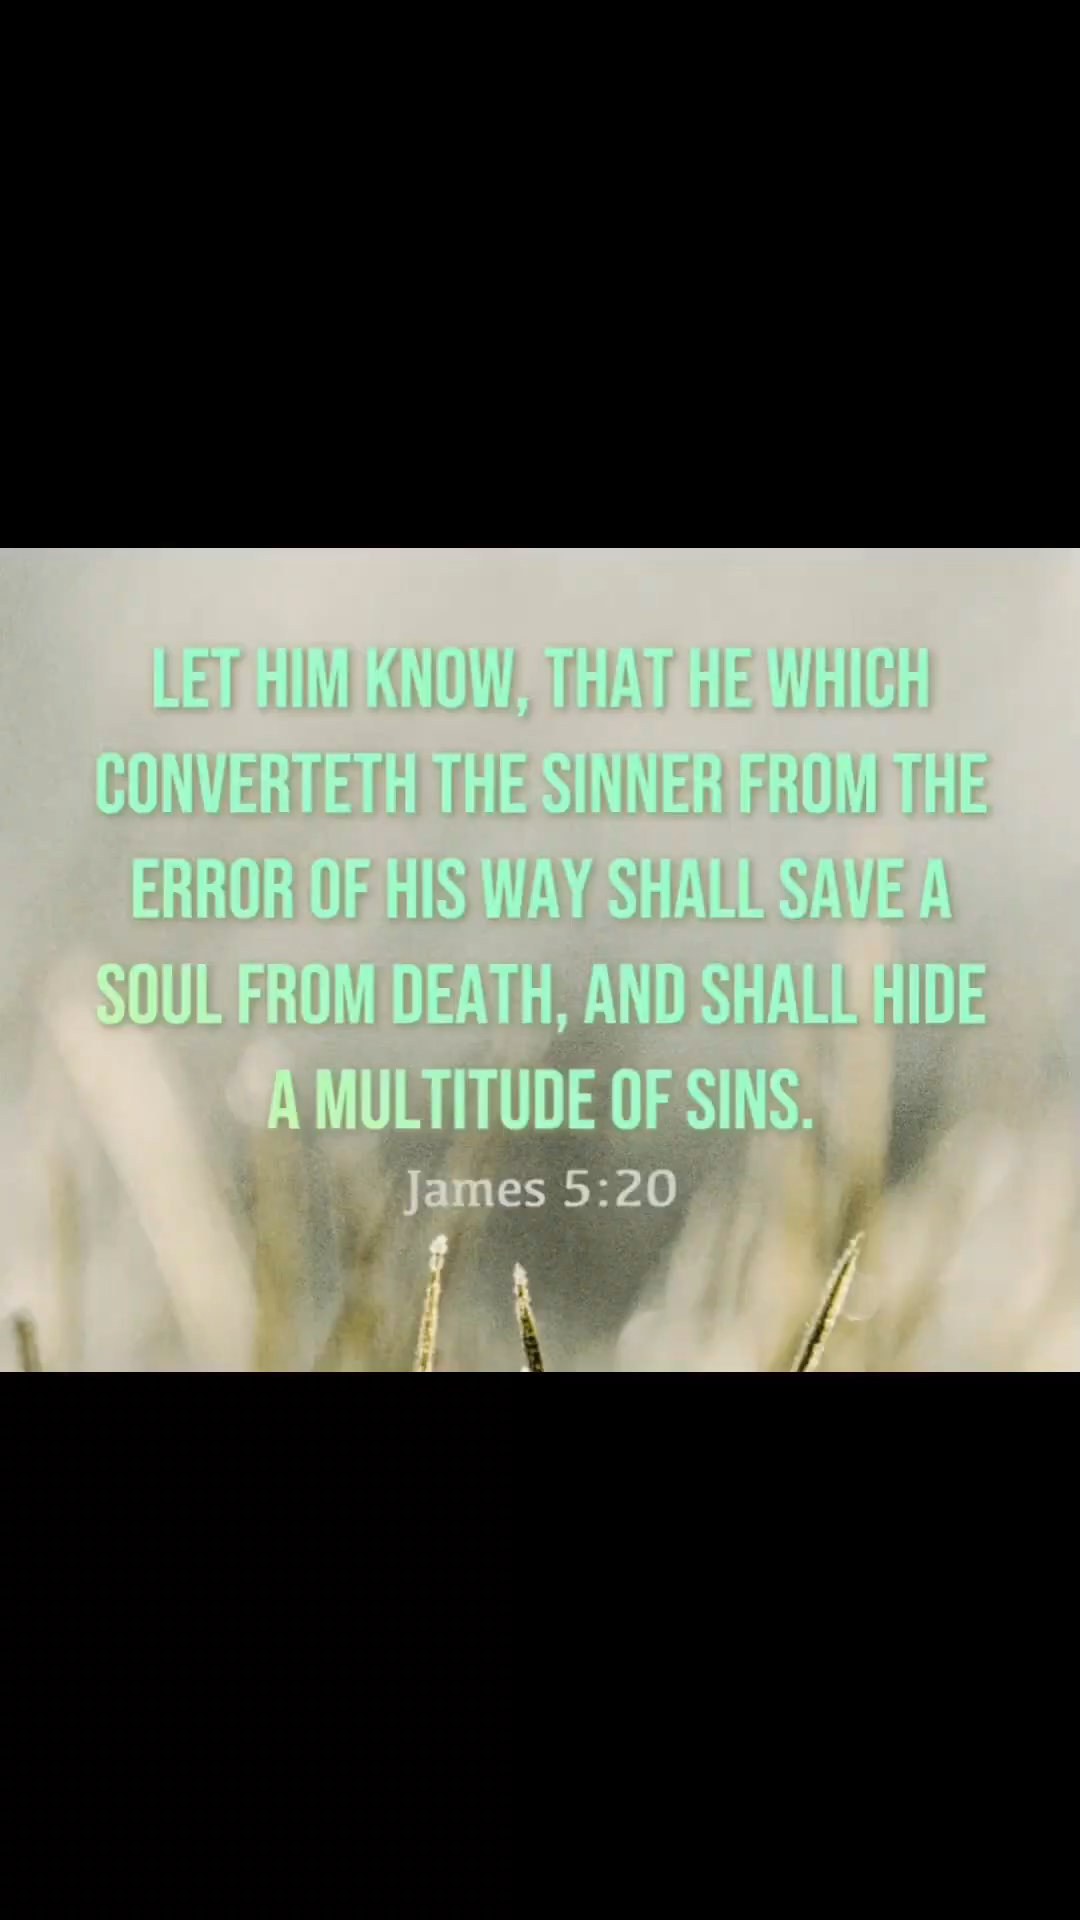 LET HIM KNOW, THAT HE WHICH
CONVERTETH THE SINNER FROM THE
ERROR OF HIS WAY SHALL SAVE A
SOUL FROM DEATH, AND SHALL HIDE
A MULTITUDE OF SINS.
James 5:20